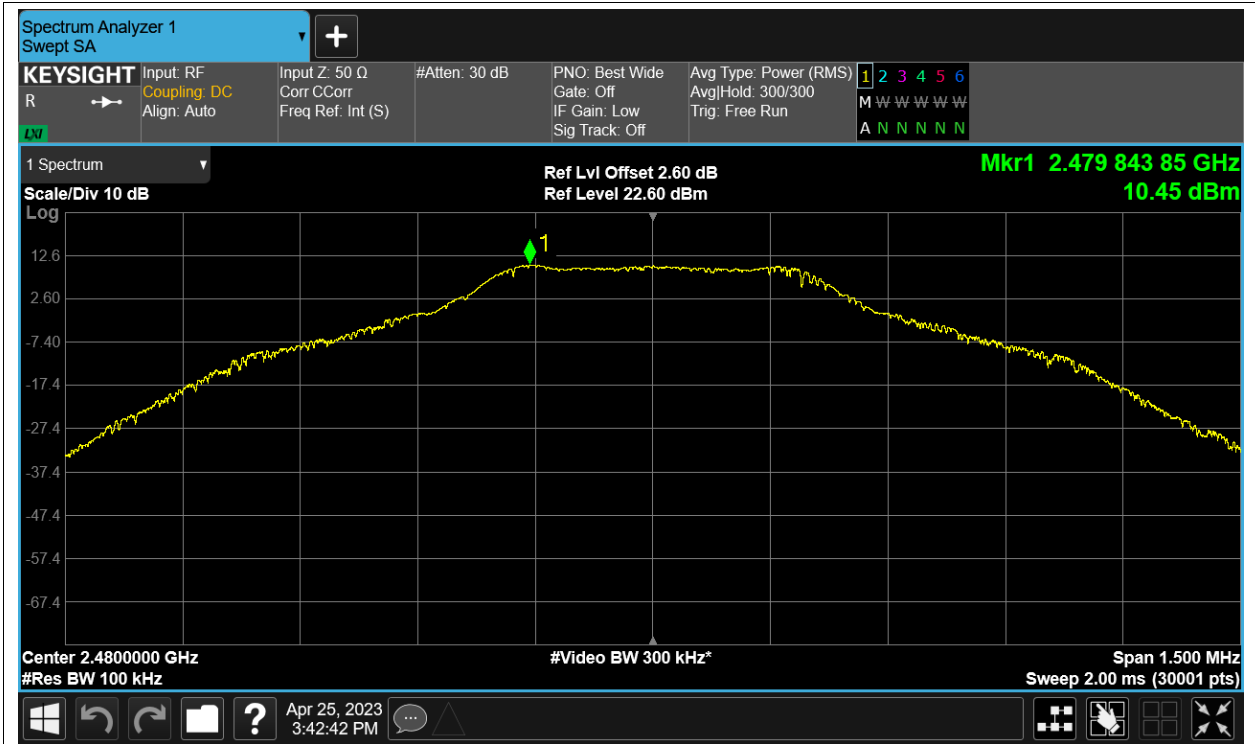 Spectrum Analyzer 1
Swept SA
KEYSIGHT
R
LXI
Input: RF
Coupling: DC
Align: Auto
Input Z: 50 Ω
Corr CCorr
Freq Ref: Int (S)
#Atten: 30 dB
PNO: Best Wide
Gate: Off
IF Gain: Low
Sig Track: Off
Avg Type: Power (RMS)
Avg|Hold: 300/300
Trig: Free Run
1 2 3 4 5 6
M W W W W W W
A N N N N N
1 Spectrum
Scale/Div 10 dB
Log
Ref Lvl Offset 2.60 dB
Ref Level 22.60 dBm
Mkr1 2.479 843 85 GHz
10.45 dBm
1
12.6
2.60
-7.40
-17.4
-27.4
-37.4
-47.4
-57.4
-67.4
Center 2.4800000 GHz
#Res BW 100 kHz
#Video BW 300 kHz*
Span 1.500 MHz
Sweep 2.00 ms (30001 pts)
?
Apr 25, 2023
3:42:42 PM